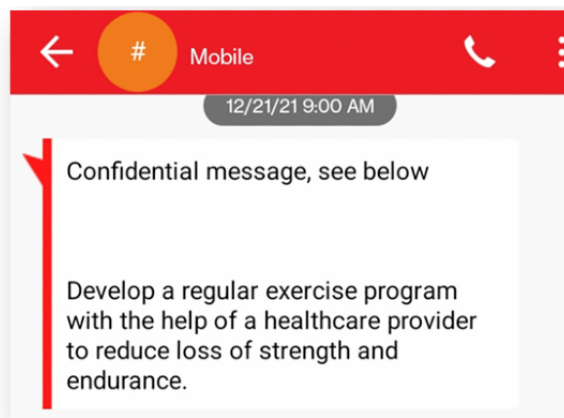 #
Mobile
12/21/21 9:00 AM
Confidential message, see below
Develop a regular exercise program
with the help of a healthcare provider
to reduce loss of strength and
endurance.